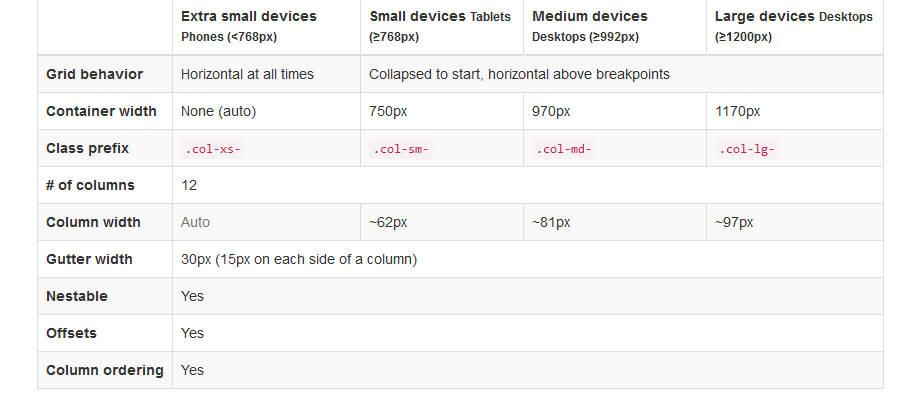 Extra small devices Small devices Tablets Medium devices Large devices Desktops
Phones (<768px) (≥768px) Desktops (≥992px) (≥1200px)
Grid behavior Horizontal at all times Collapsed to start, horizontal above breakpoints
Container width None (auto) 750px 970px 1170px
Class prefix .col-xs- .col-sm- .col-md- .col-lg-
# of columns 12
Column width Auto ~62px ~81px ~97px
Gutter width 30px (15px on each side of a column)
Nestable Yes
Offsets Yes
Column ordering Yes